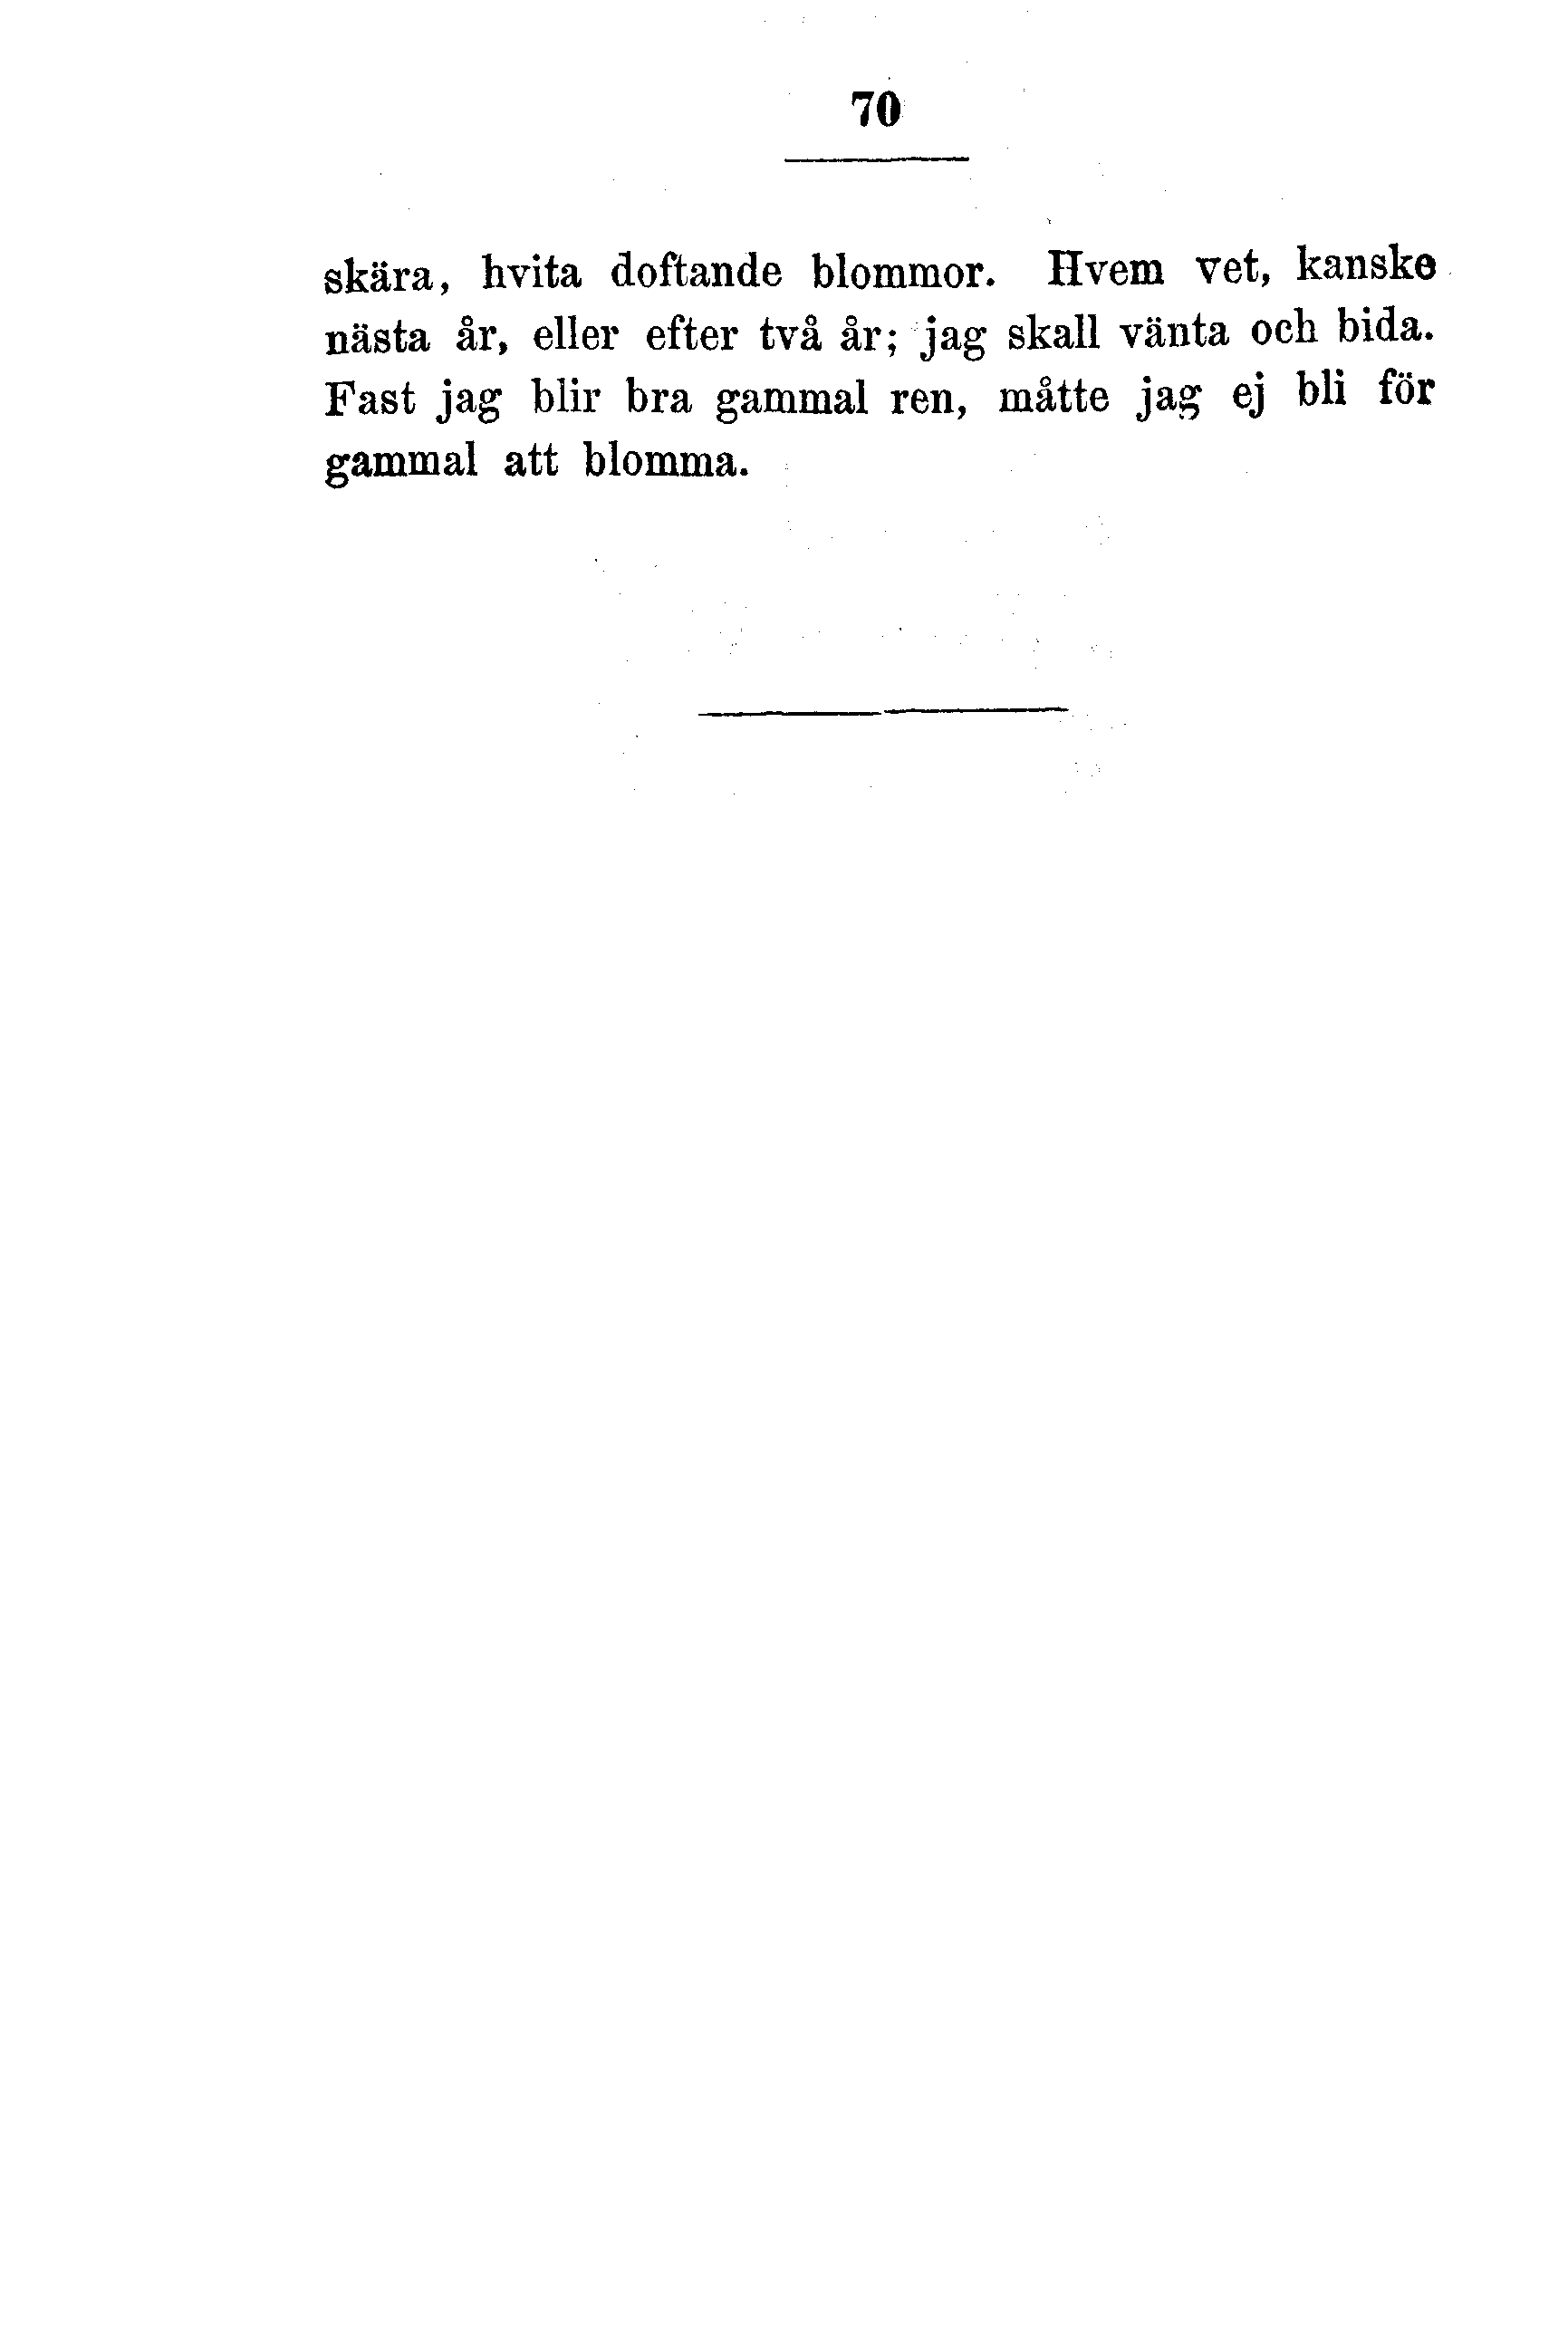 70
skära, hvita doftande blommor. Hvem vet, kanske
nästa år, eller efter två år; jag skall vänta och bida.
Fast jag blir bra gammal ren, måtte jag ej bli för
gammal att blomma.